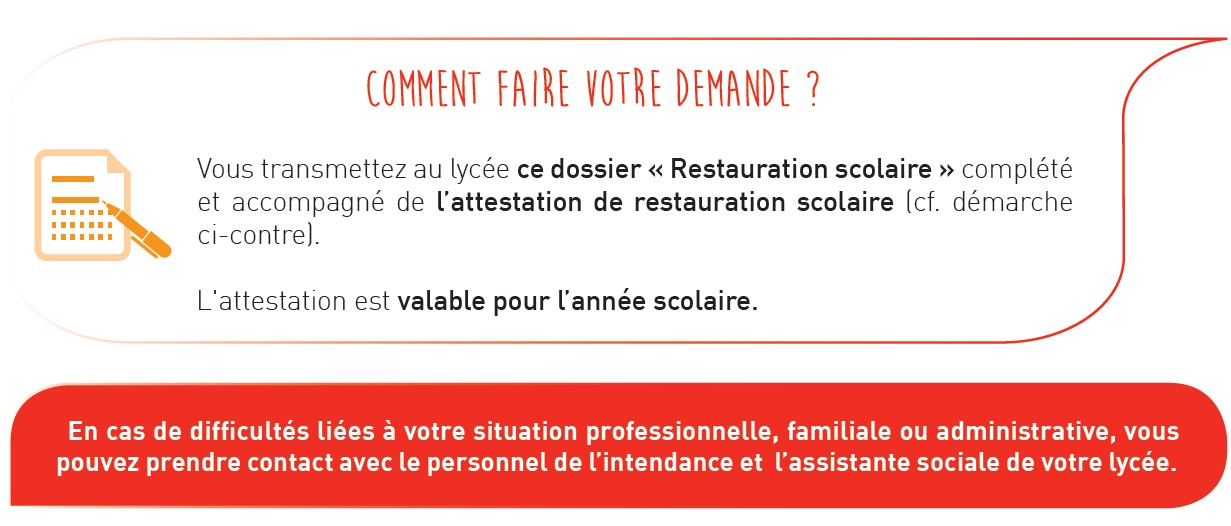 COMMENT FAIRE VOTRE DEMANDE ?
Vous transmettez au lycée ce dossier « Restauration scolaire » complété
et accompagné de l’attestation de restauration scolaire (cf. démarche
ci-contre).
L'attestation est valable pour l’année scolaire.
En cas de difficultés liées à votre situation professionnelle, familiale ou administrative, vous
pouvez prendre contact avec le personnel de l’intendance et l’assistante sociale de votre lycée.